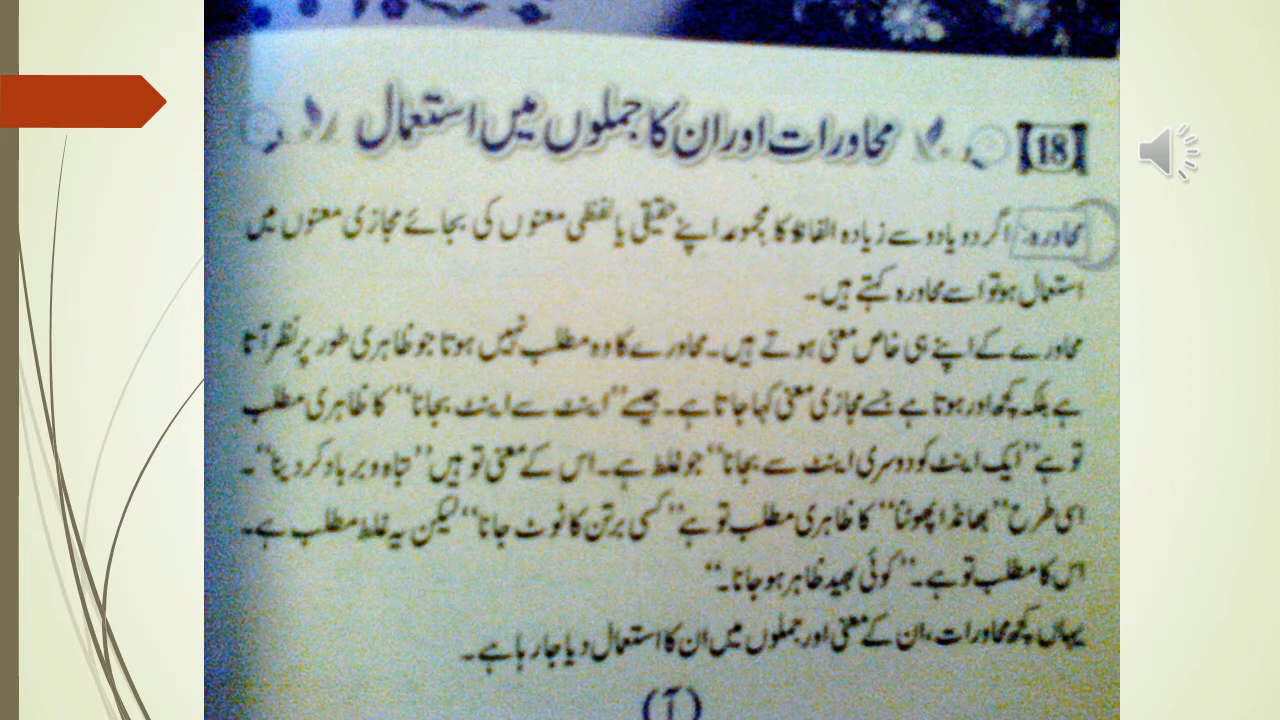 18
محاورات اور ان کا جملوں میں استعمال
محاورہ: اگر دو یا دو سے زیادہ الفاظ کا مجموعہ اپنے حقیقی یا لفظی معنوں کی بجائے مجازی معنوں میں
استعمال ہو تو اسے محاورہ کہتے ہیں۔
محاورے کے اپنے ہی خاص معنی ہوتے ہیں۔ محاورے کا وہ مطلب نہیں ہوتا جو ظاہری طور پر نظر آتا
ہے بلکہ کچھ اور ہوتا ہے جسے مجازی معنی کہا جاتا ہے۔ جیسے ”اینٹ سے اینٹ بجانا“ کا ظاہری مطلب
تو ہے ”ایک اینٹ کو دوسری اینٹ سے بجانا“ جو غلط ہے۔ اس کے معنی تو ہیں ”تباہ و برباد کر دینا“۔
اسی طرح ”بھانڈا پھوٹنا“ کا ظاہری مطلب تو ہے ”کسی برتن کا ٹوٹ جانا“ لیکن یہ غلط مطلب ہے۔
اس کا مطلب تو ہے۔ ”کوئی بھید ظاہر ہو جانا۔“
یہاں کچھ محاورات، ان کے معنی اور جملوں میں ان کا استعمال دیا جا رہا ہے۔
(آ)